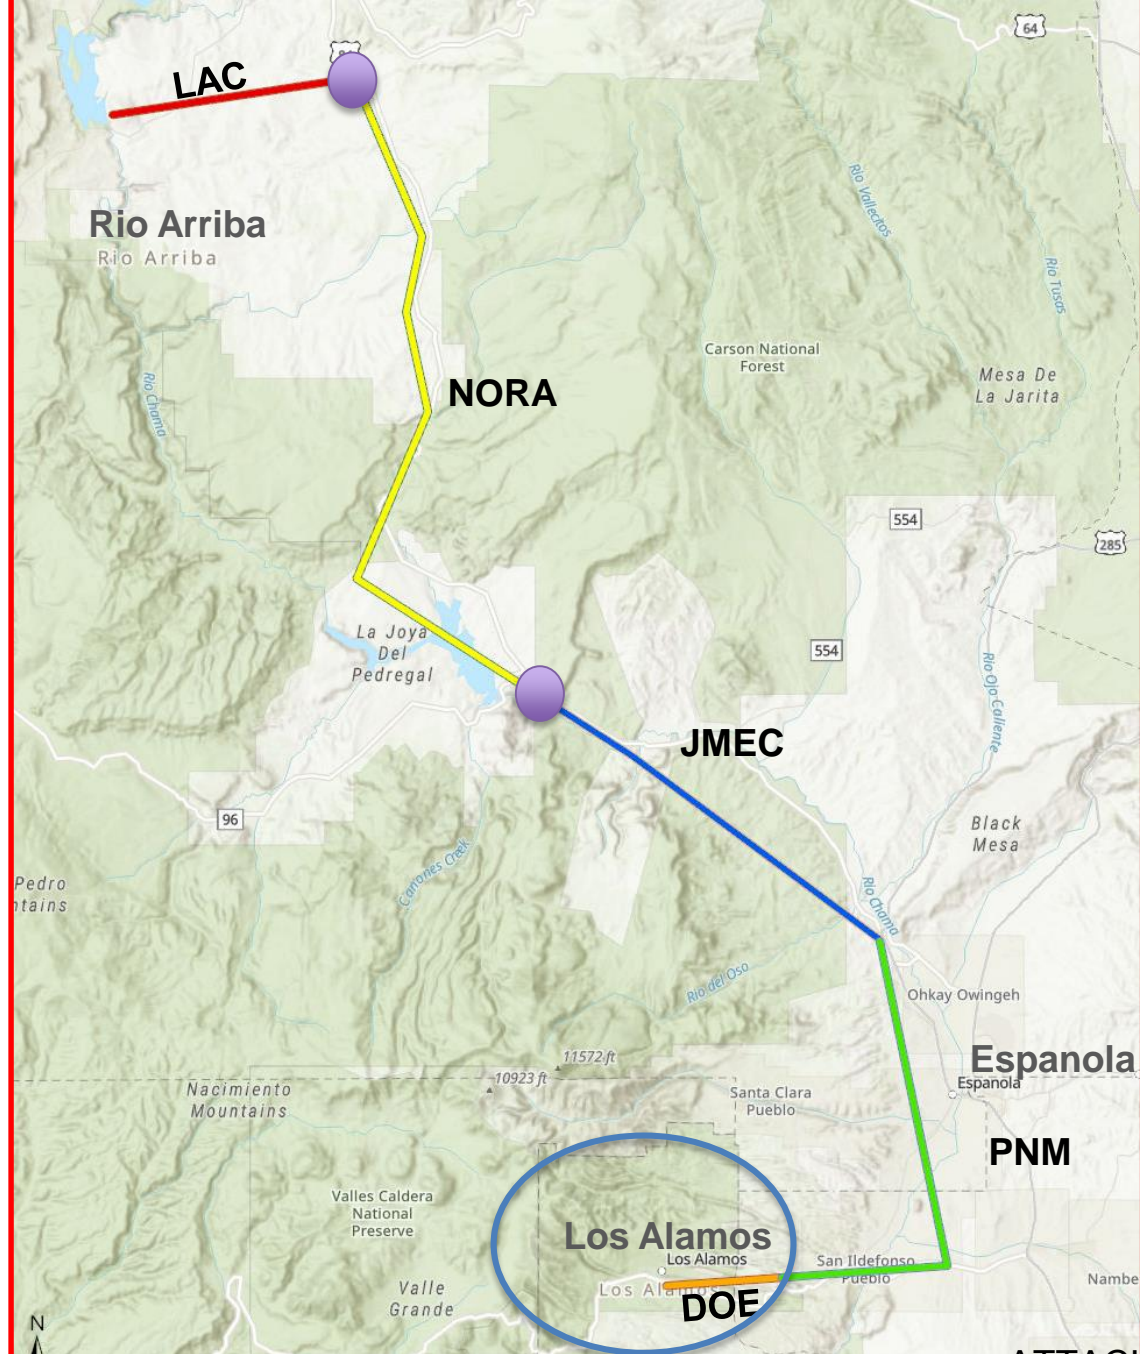 64
LAC
Rio Arriba
Rio Arriba
Rio Vallecitos
Rio Tusas
Carson National
Forest
Mesa De
La Jarita
Rio Chama
NORA
554
285
La Joya
Del
Pedregal
554
Rio Ojo Caliente
JMEC
96
Black
Mesa
Canones Creek
Rio Chama
Rio del Oso
Ohkay Owingeh
Espanola
Espanola
11572 ft
10923 ft
Nacimiento
Mountains
Santa Clara
Pueblo
PNM
Valles Caldera
National
Preserve
Los Alamos
Los Alamos
San Ildefonso
Pueblo
Valle
Grande
DOE
N